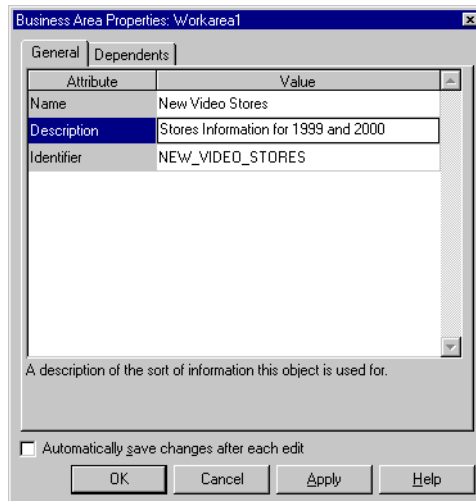 Business Area Properties: Workarea1
General Dependents
Attribute Value
Name New Video Stores
Description Stores Information for 1999 and 2000
Identifier NEW_VIDEO_STORES
A description of the sort of information this object is used for.
Automatically save changes after each edit
OK Cancel Apply Help